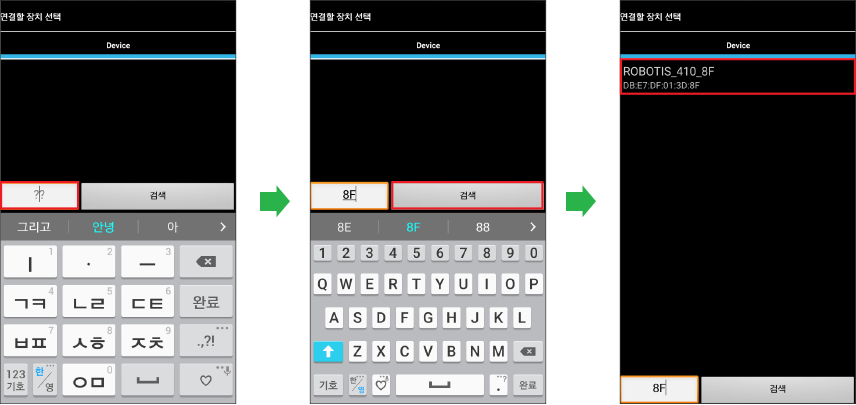 연결할 장치 선택
Device
??
검색
그리고 안녕 아
ㅣ 1
· 2
ㅡ 3
ㄱㅋ 4
ㄴㄹ 5
ㄷㅌ 6
완료
ㅂㅍ 7
ㅅㅎ 8
ㅈㅊ 9
.,?!
123
기호
한/영
ㅇㅁ 0
연결할 장치 선택
Device
8F
검색
8E 8F 88
1 2 3 4 5 6 7 8 9 0
Q W E R T Y U I O P
A S D F G H J K L
Z X C V B N M
기호 한/영 . ? 완료
연결할 장치 선택
Device
ROBOTIS_410_8F
DB:E7:DF:01:3D:8F
8F
검색